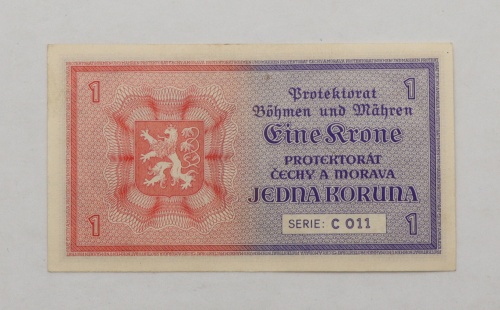 1
1
Protektorat
Böhmen und Mähren
Eine Krone
PROTEKTORÁT
ČECHY A MORAVA
JEDNA KORUNA
1
SERIE: C 011